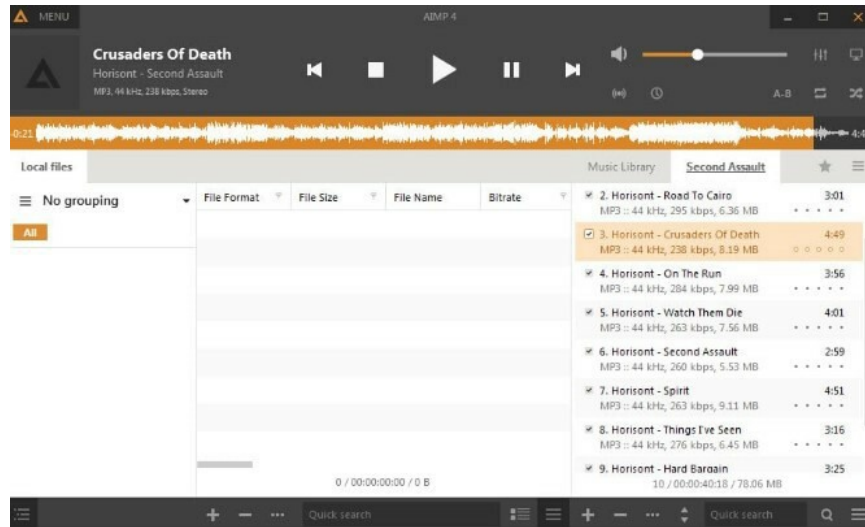 MENU
AIMP 4
Crusaders Of Death
Horisont - Second Assault
MP3, 44 kHz, 238 kbps, Stereo
A-B
-0:21
Local files
Music Library
Second Assault
No grouping
File Format
File Size
File Name
Bitrate
All
2. Horisont - Road To Cairo 3:01
MP3 :: 44 kHz, 295 kbps, 6.36 MB
3. Horisont - Crusaders Of Death 4:49
MP3 :: 44 kHz, 238 kbps, 8.19 MB
4. Horisont - On The Run 3:56
MP3 :: 44 kHz, 284 kbps, 7.99 MB
5. Horisont - Watch Them Die 4:01
MP3 :: 44 kHz, 263 kbps, 7.56 MB
6. Horisont - Second Assault 2:59
MP3 :: 44 kHz, 260 kbps, 5.53 MB
7. Horisont - Spirit 4:51
MP3 :: 44 kHz, 263 kbps, 9.11 MB
8. Horisont - Things I've Seen 3:16
MP3 :: 44 kHz, 276 kbps, 6.45 MB
9. Horisont - Hard Bargain 3:25
0 / 00:00:00:00 / 0 B
10 / 00:00:40:18 / 78.06 MB
Quick search
Quick search